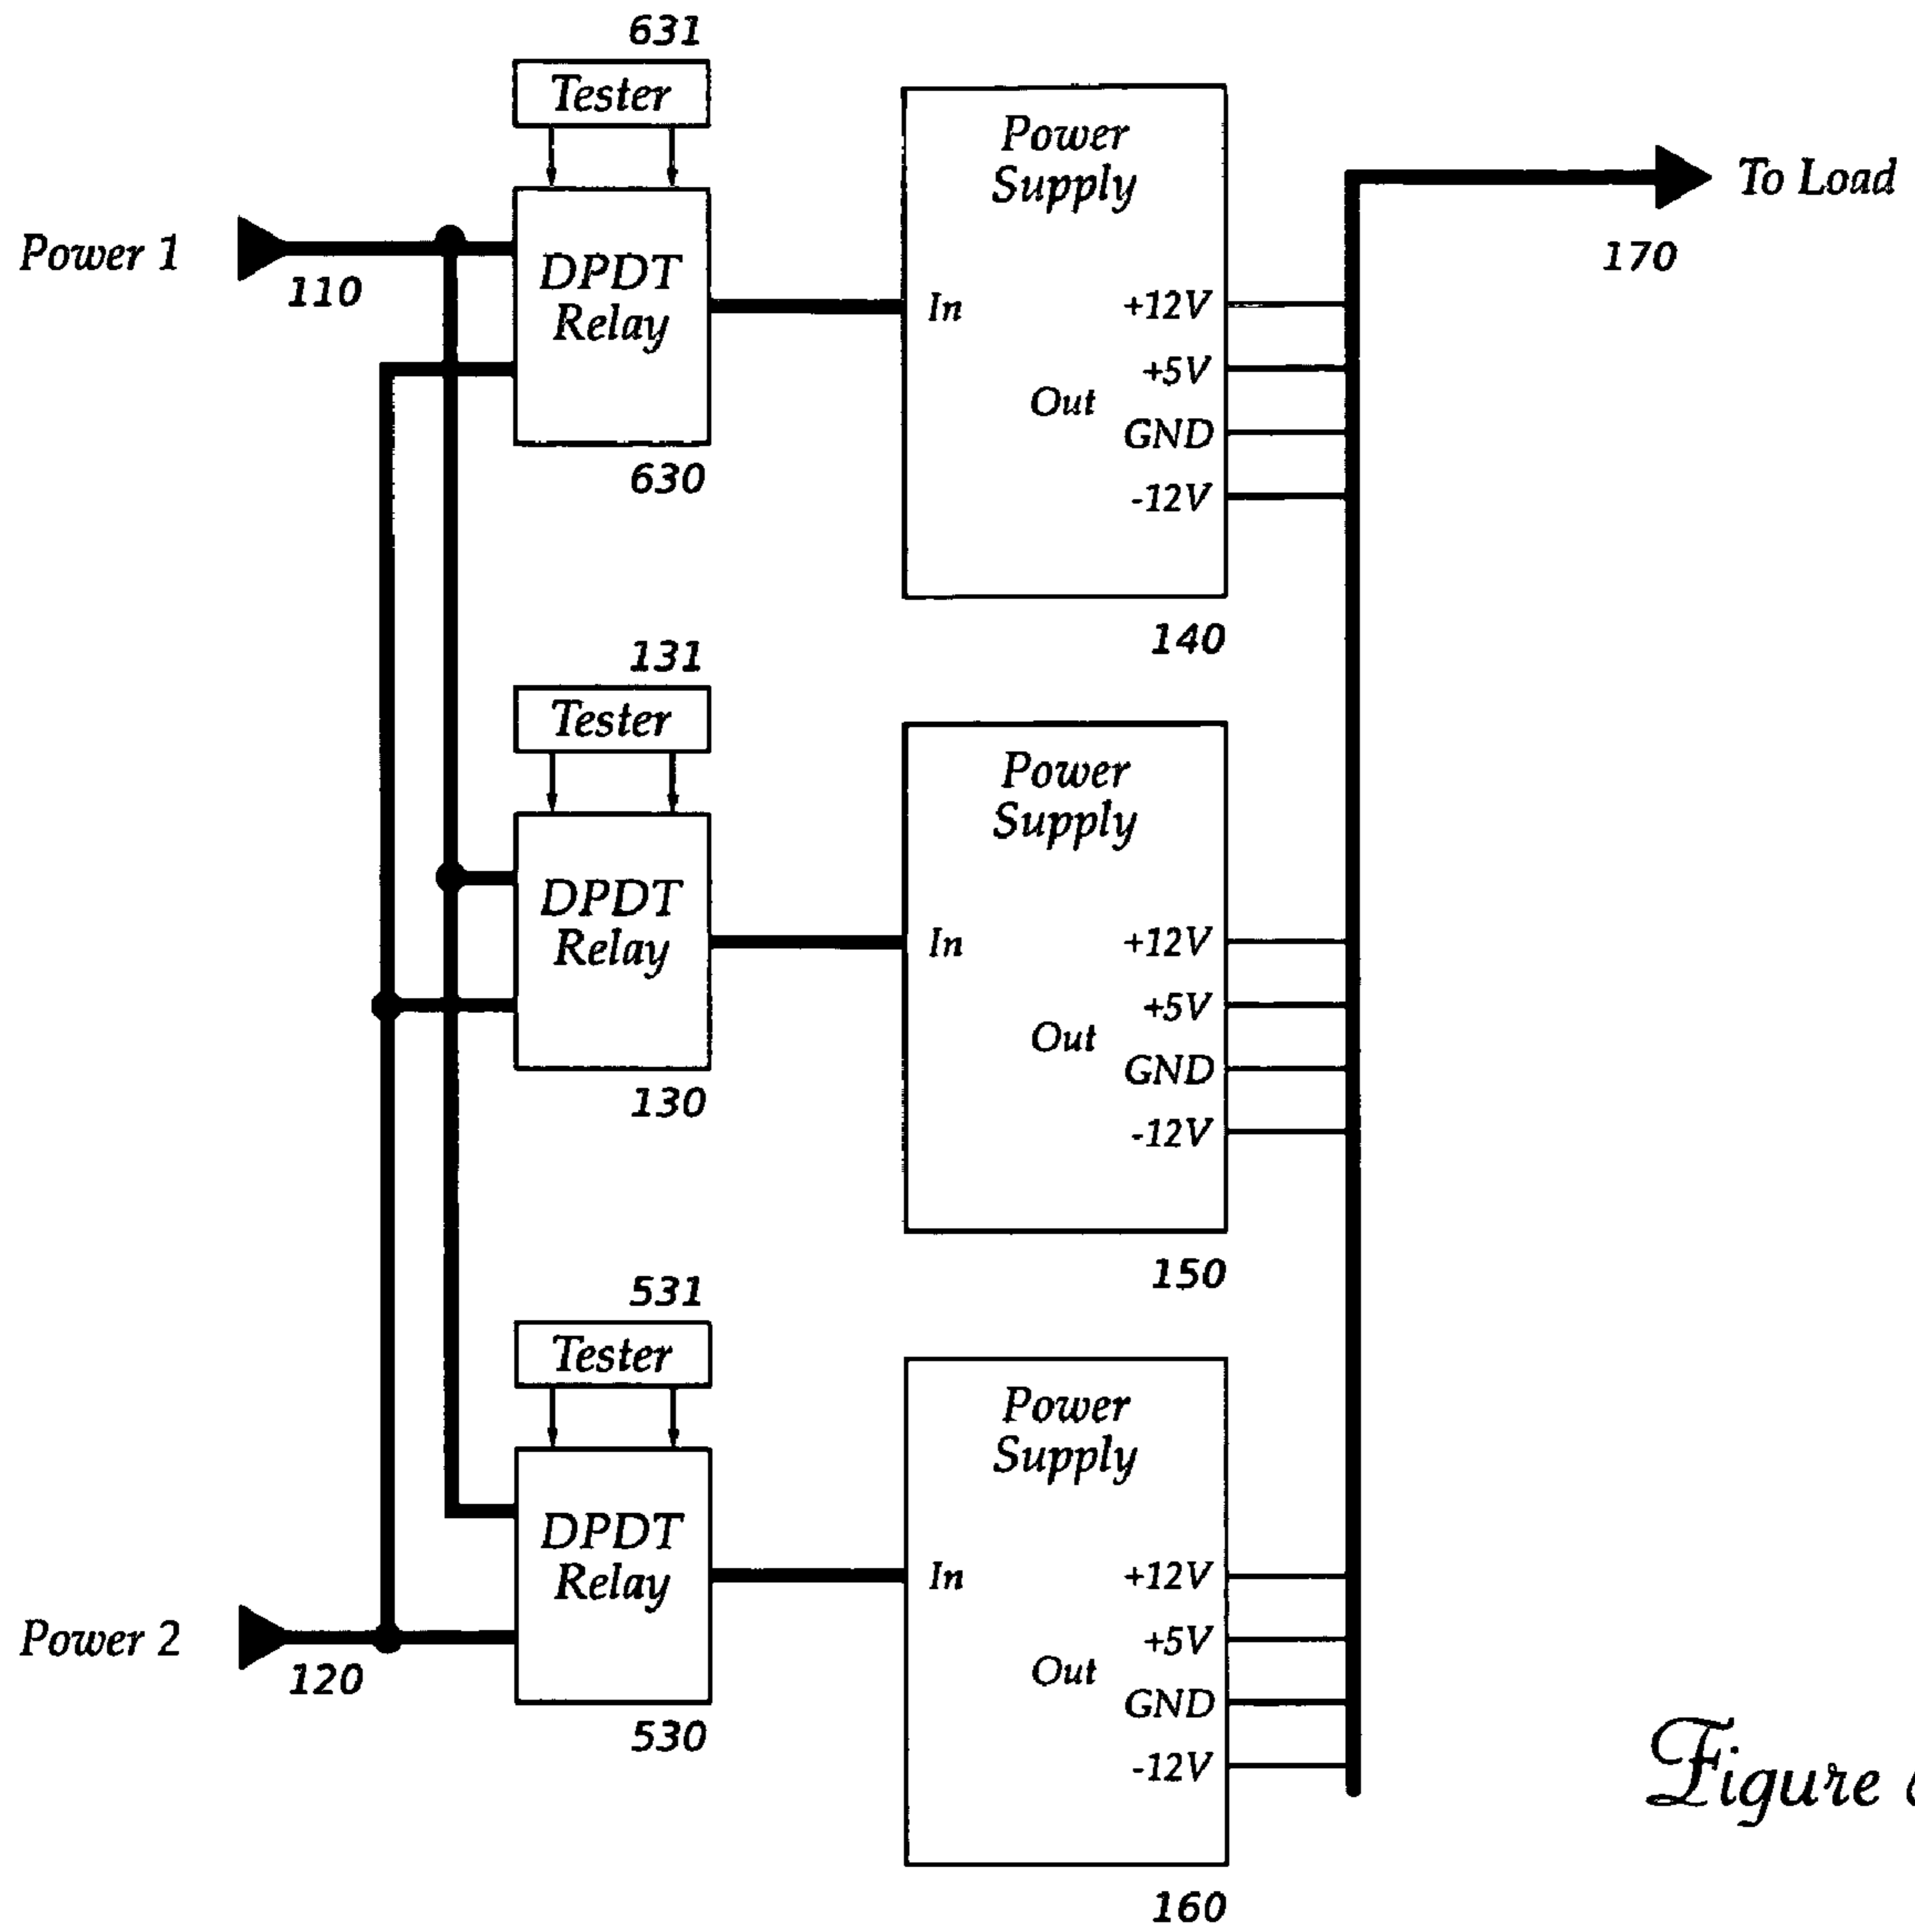 631
Tester
Power
Supply
To Load
Power 1
110
DPDT
Relay
170
In
+12V
+5V
Out
GND
-12V
630
140
131
Tester
Power
Supply
DPDT
Relay
In
+12V
+5V
Out
GND
-12V
130
150
531
Tester
Power
Supply
DPDT
Relay
In
+12V
+5V
Out
GND
-12V
Power 2
120
530
160
Figure